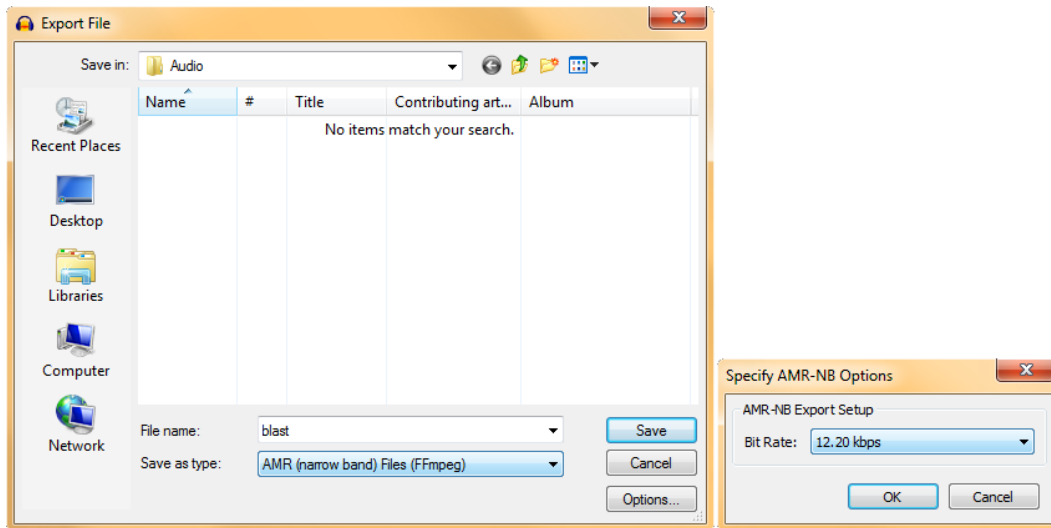 Export File
Save in: Audio
Name # Title Contributing art... Album
No items match your search.
Recent Places
Desktop
Libraries
Computer
Network
File name: blast Save
Save as type: AMR (narrow band) Files (FFmpeg) Cancel
Options...
Specify AMR-NB Options
AMR-NB Export Setup
Bit Rate: 12.20 kbps
OK Cancel